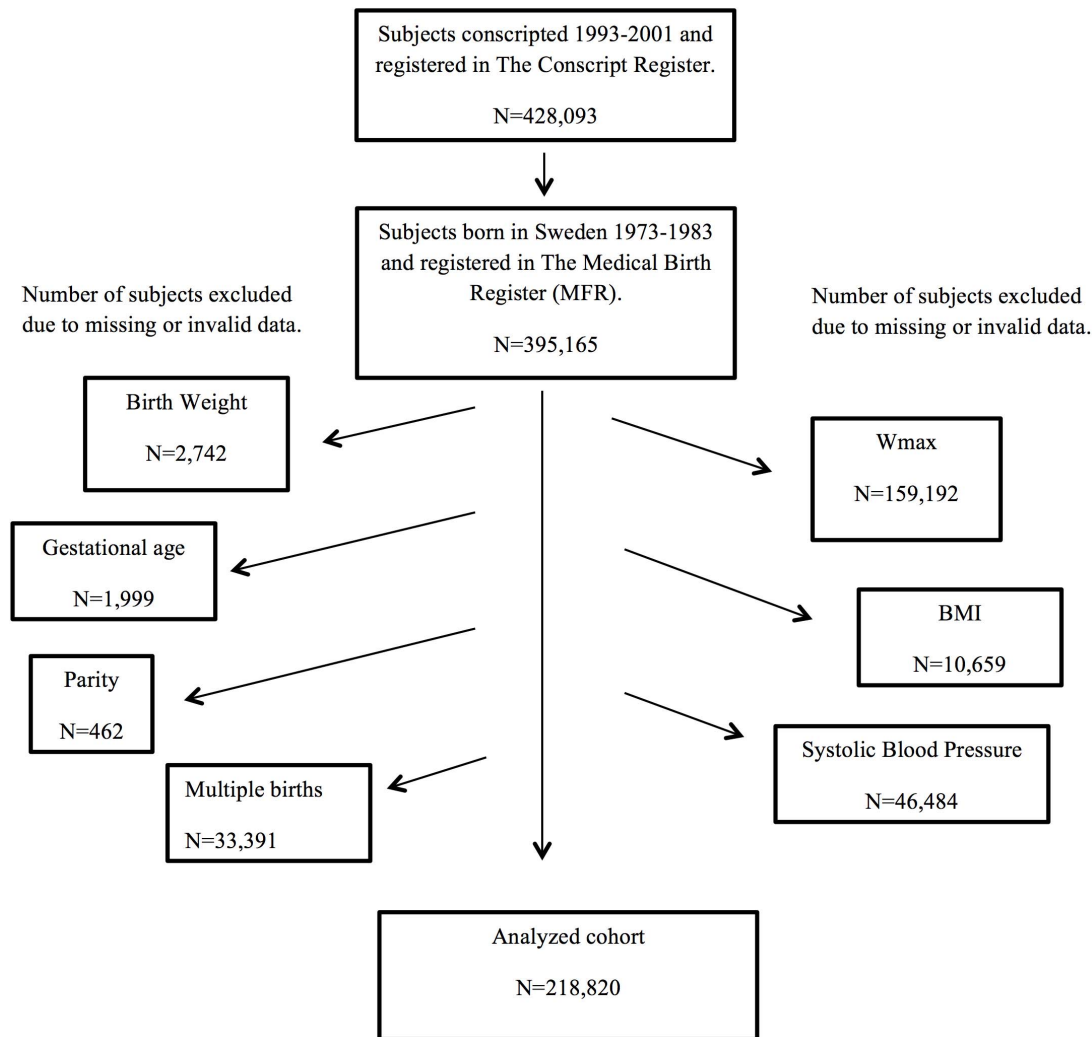 Subjects conscripted 1993-2001 and
registered in The Conscript Register.
N=428,093
Subjects born in Sweden 1973-1983
and registered in The Medical Birth
Register (MFR).
N=395,165
Number of subjects excluded
due to missing or invalid data.
Number of subjects excluded
due to missing or invalid data.
Birth Weight
N=2,742
Wmax
N=159,192
Gestational age
N=1,999
BMI
N=10,659
Parity
N=462
Systolic Blood Pressure
N=46,484
Multiple births
N=33,391
Analyzed cohort
N=218,820